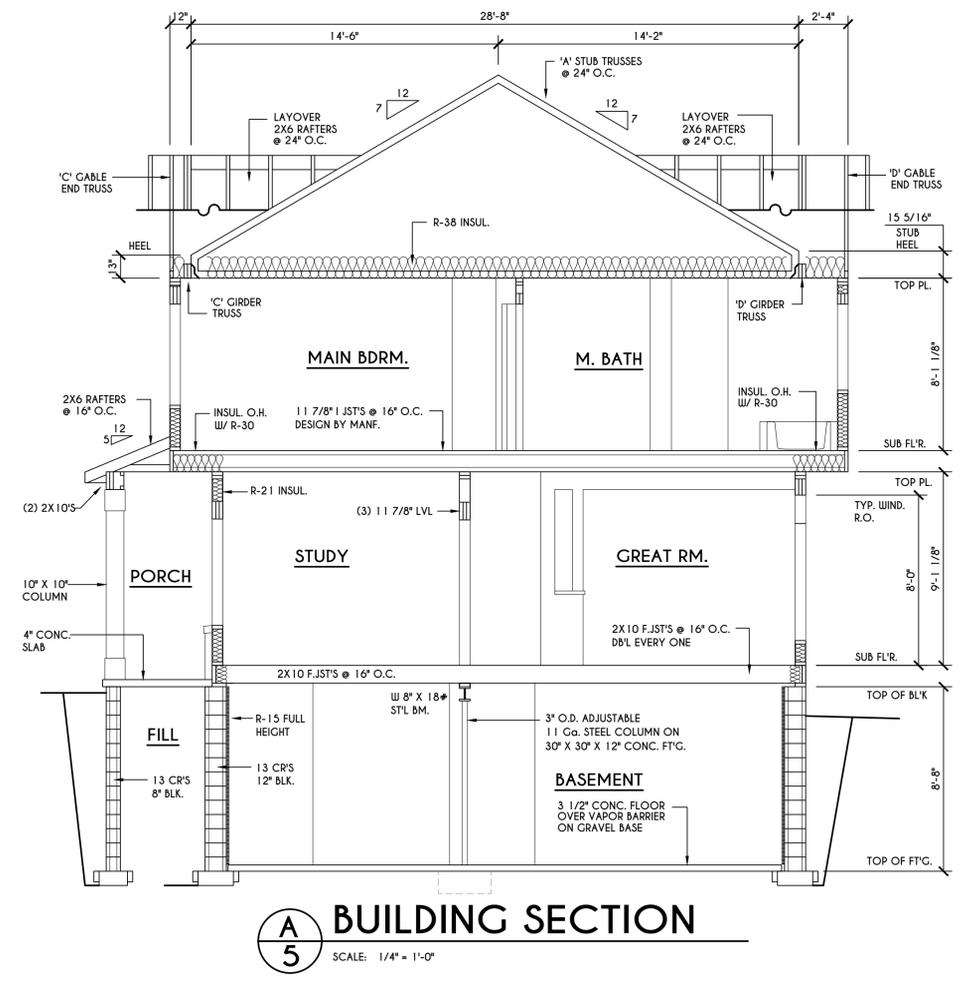 12"
28'-8"
2'-4"
14'-6"
14'-2"
'A' STUB TRUSSES
@ 24" O.C.
12
7
12
7
LAYOVER
2X6 RAFTERS
@ 24" O.C.
LAYOVER
2X6 RAFTERS
@ 24" O.C.
'C' GABLE
END TRUSS
'D' GABLE
END TRUSS
R-38 INSUL.
15 5/16"
STUB
HEEL
HEEL
13"
TOP PL.
'C' GIRDER
TRUSS
'D' GIRDER
TRUSS
MAIN BDRM.
M. BATH
8'-1 1/8"
2X6 RAFTERS
@ 16" O.C.
12
5
INSUL. O.H.
W/ R-30
11 7/8" I JST'S @ 16" O.C.
DESIGN BY MANF.
INSUL. O.H.
W/ R-30
SUB FL'R.
TOP PL.
R-21 INSUL.
(2) 2X10'S
(3) 11 7/8" LVL
TYP. WIND.
R.O.
STUDY
GREAT RM.
PORCH
10" X 10"
COLUMN
8'-0"
9'-1 1/8"
4" CONC.
SLAB
2X10 F.JST'S @ 16" O.C.
DB'L EVERY ONE
SUB FL'R.
2X10 F.JST'S @ 16" O.C.
W 8" X 18#
ST'L BM.
TOP OF BL'K
R-15 FULL
HEIGHT
3" O.D. ADJUSTABLE
11 Ga. STEEL COLUMN ON
30" X 30" X 12" CONC. FT'G.
FILL
13 CR'S
8" BLK.
13 CR'S
12" BLK.
BASEMENT
8'-8"
3 1/2" CONC. FLOOR
OVER VAPOR BARRIER
ON GRAVEL BASE
TOP OF FT'G.
A
5
BUILDING SECTION
SCALE: 1/4" = 1'-0"